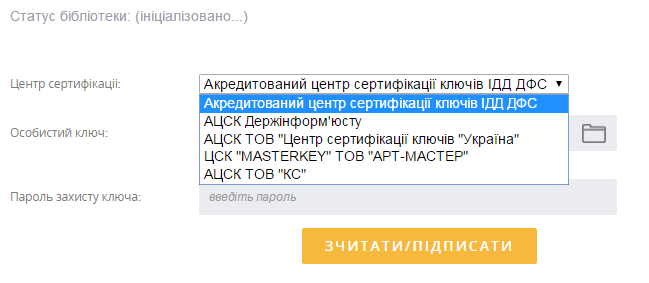 Статус бібліотеки: (ініціалізовано...)
Центр сертифікації:
Акредитований центр сертифікації ключів ІДД ДФС
Акредитований центр сертифікації ключів ІДД ДФС
АЦСК Держінформ'юсту
Особистий ключ:
АЦСК ТОВ "Центр сертифікації ключів "Україна"
ЦСК "MASTERKEY" ТОВ "АРТ-МАСТЕР"
АЦСК ТОВ "КС"
Пароль захисту ключа:
введіть пароль
ЗЧИТАТИ/ПІДПИСАТИ